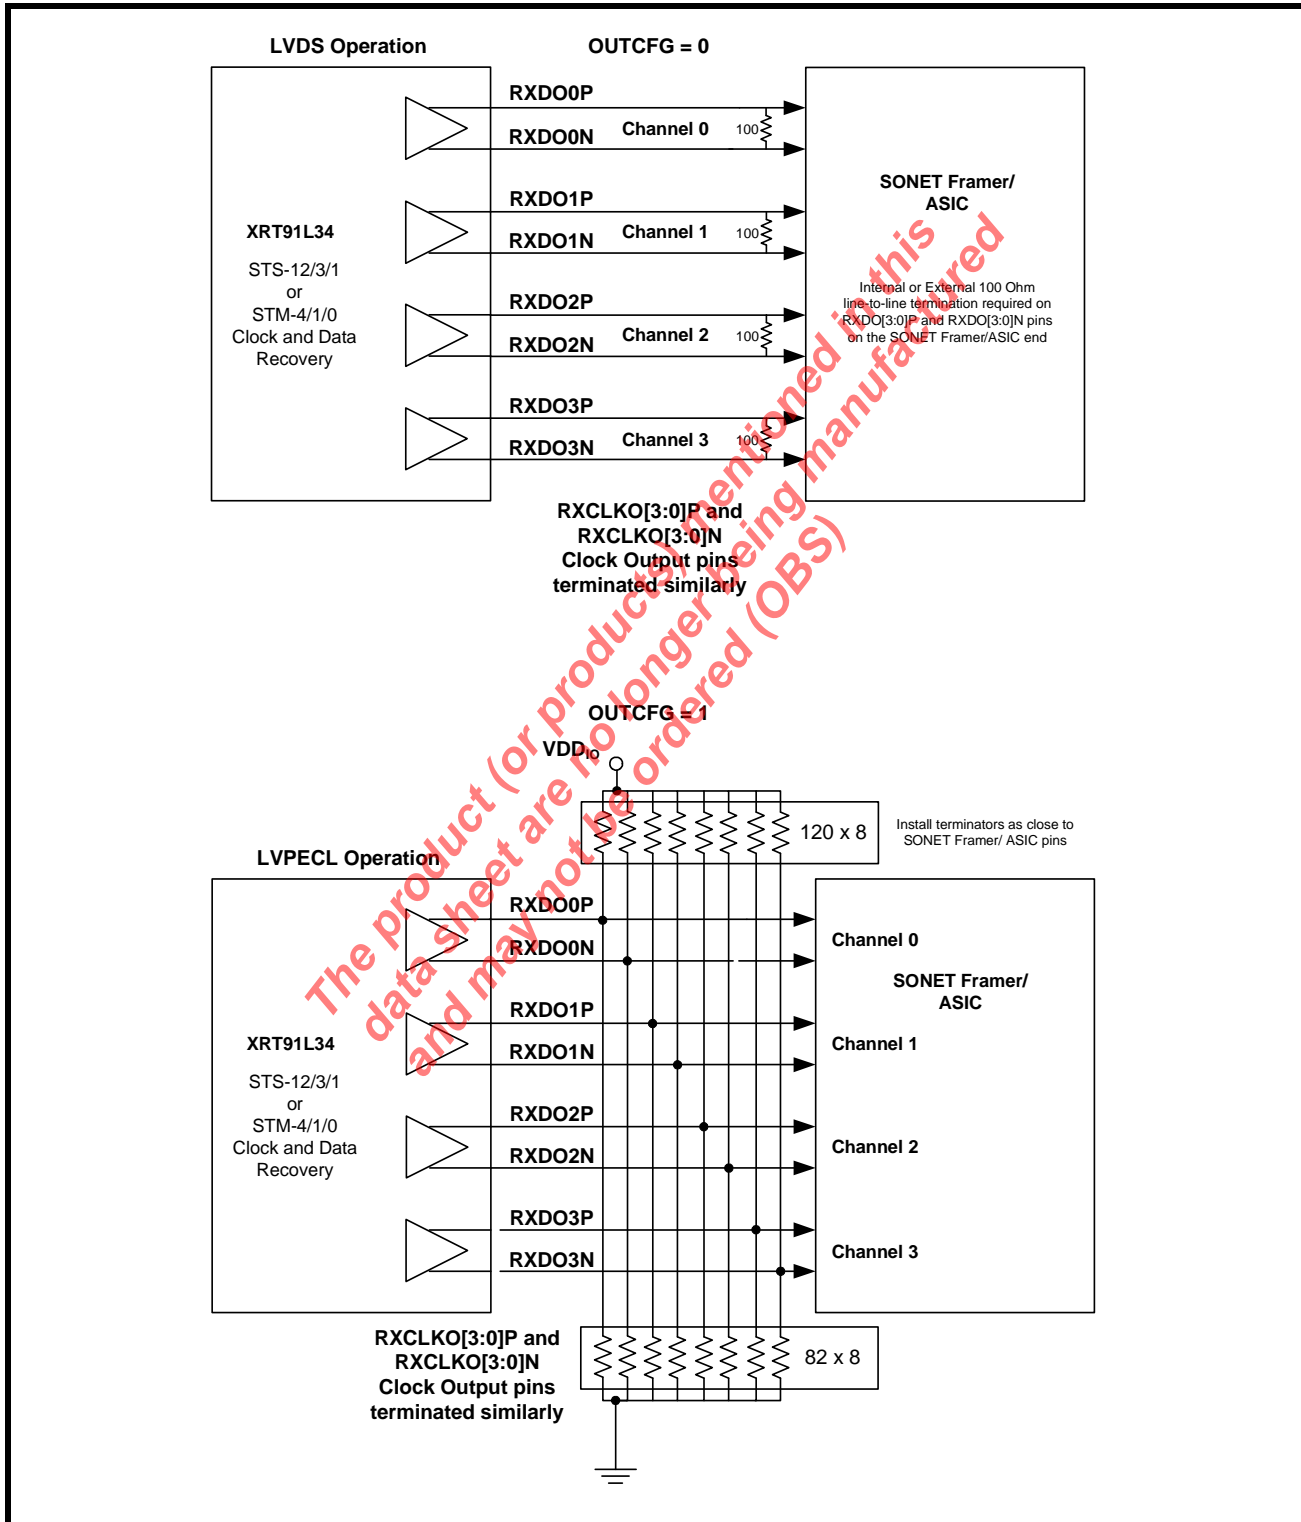 LVDS Operation
OUTCFG = 0
RXDO0P
RXDO0N
Channel 0
100
RXDO1P
RXDO1N
Channel 1
100
RXDO2P
RXDO2N
Channel 2
100
RXDO3P
RXDO3N
Channel 3
100
XRT91L34
STS-12/3/1
or
STM-4/1/0
Clock and Data
Recovery
SONET Framer/
ASIC
Internal or External 100 Ohm
line-to-line termination required on
RXDO[3:0]P and RXDO[3:0]N pins
on the SONET Framer/ASIC end
RXCLKO[3:0]P and
RXCLKO[3:0]N
Clock Output pins
terminated similarly
The product (or products) mentioned in this
data sheet are no longer being manufactured
and may not be ordered (OBS)
OUTCFG = 1
VDDIO
120 x 8
Install terminators as close to
SONET Framer/ ASIC pins
LVPECL Operation
RXDO0P
RXDO0N
Channel 0
RXDO1P
RXDO1N
Channel 1
RXDO2P
RXDO2N
Channel 2
RXDO3P
RXDO3N
Channel 3
XRT91L34
STS-12/3/1
or
STM-4/1/0
Clock and Data
Recovery
SONET Framer/
ASIC
RXCLKO[3:0]P and
RXCLKO[3:0]N
Clock Output pins
terminated similarly
82 x 8